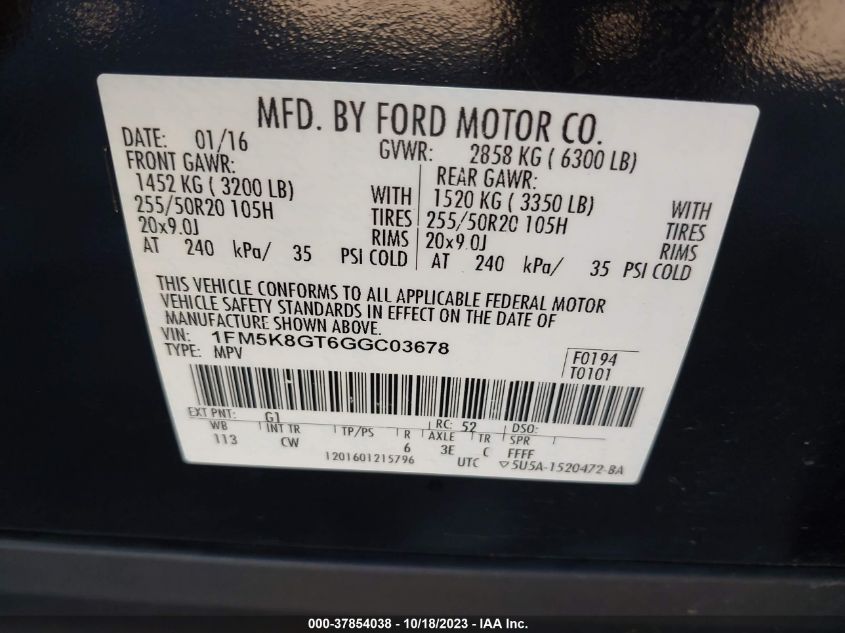 MFD. BY FORD MOTOR CO.
DATE: 01/16 GVWR: 2858 KG ( 6300 LB)
FRONT GAWR: REAR GAWR:
1452 KG ( 3200 LB) WITH 1520 KG ( 3350 LB) WITH
255/50R20 105H TIRES 255/50R20 105H TIRES
20x9.0J RIMS 20x9.0J RIMS
AT 240 kPa/ 35 PSI COLD AT 240 kPa/ 35 PSI COLD
THIS VEHICLE CONFORMS TO ALL APPLICABLE FEDERAL MOTOR
VEHICLE SAFETY STANDARDS IN EFFECT ON THE DATE OF
MANUFACTURE SHOWN ABOVE.
VIN: 1FM5K8GT6GGC03678 F0194
TYPE: MPV T0101
EXT PNT: G1 RC: 52 DSO:
WB INT TR TP/PS R AXLE TR SPR
113 CW 6 3E C FFFF
1201601215796 UTC ▽5U5A-1520472-BA
000-37854038 - 10/18/2023 - IAA Inc.